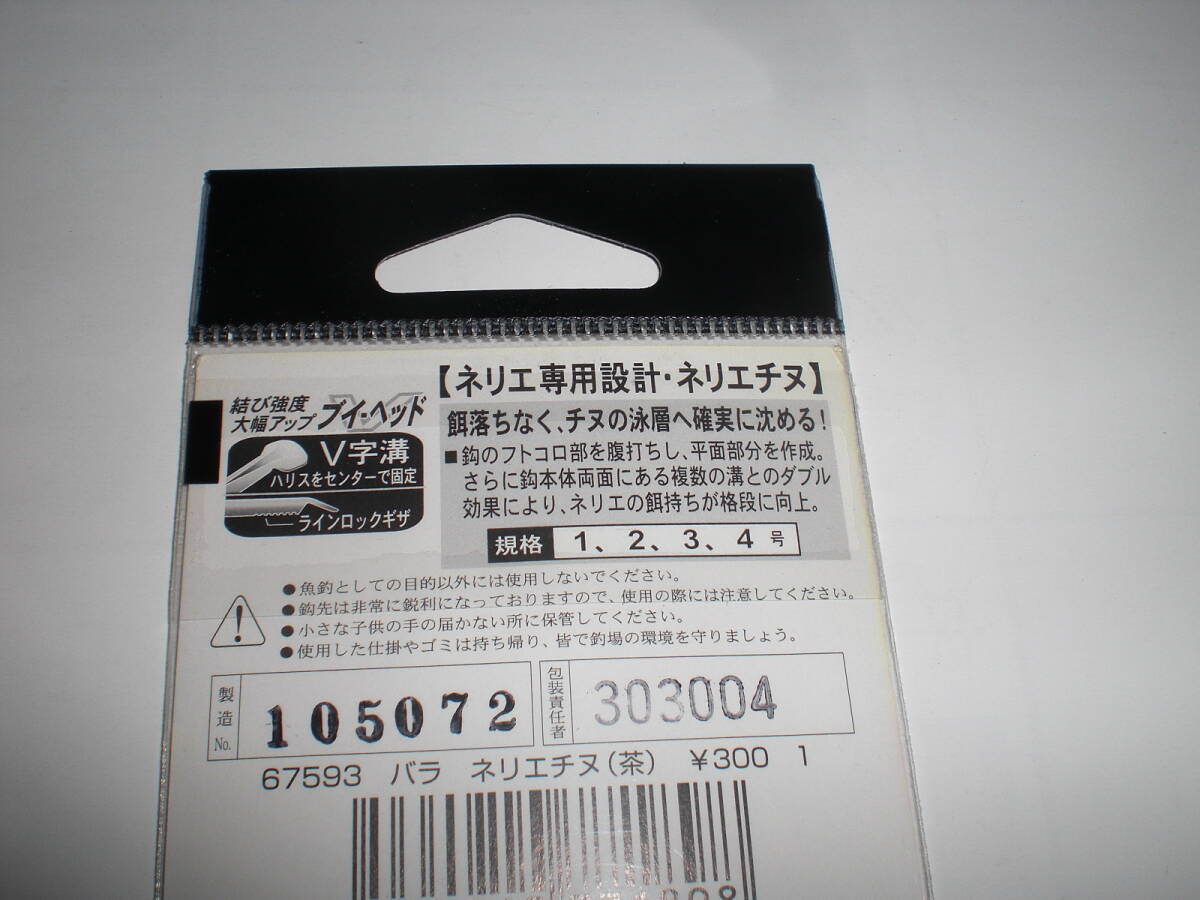 【ネリエ専用設計・ネリエチヌ】
結び強度
大幅アップ ブイ・ヘッド
V字溝
ハリスをセンターで固定
ラインロックギザ
餌落ちなく、チヌの泳層へ確実に沈める！
■鈎のフトコロ部を腹打ちし、平面部分を作成。
さらに鈎本体両面にある複数の溝とのダブル
効果により、ネリエの餌持ちが格段に向上。
規格 1、2、3、4 号
●魚釣としての目的以外には使用しないでください。
●鈎先は非常に鋭利になっておりますので、使用の際には注意してください。
●小さな子供の手の届かない所に保管してください。
●使用した仕掛やゴミは持ち帰り、皆で釣場の環境を守りましょう。
製造No. 105072
包装責任者 303004
67593 バラ ネリエチヌ(茶) ¥300 1